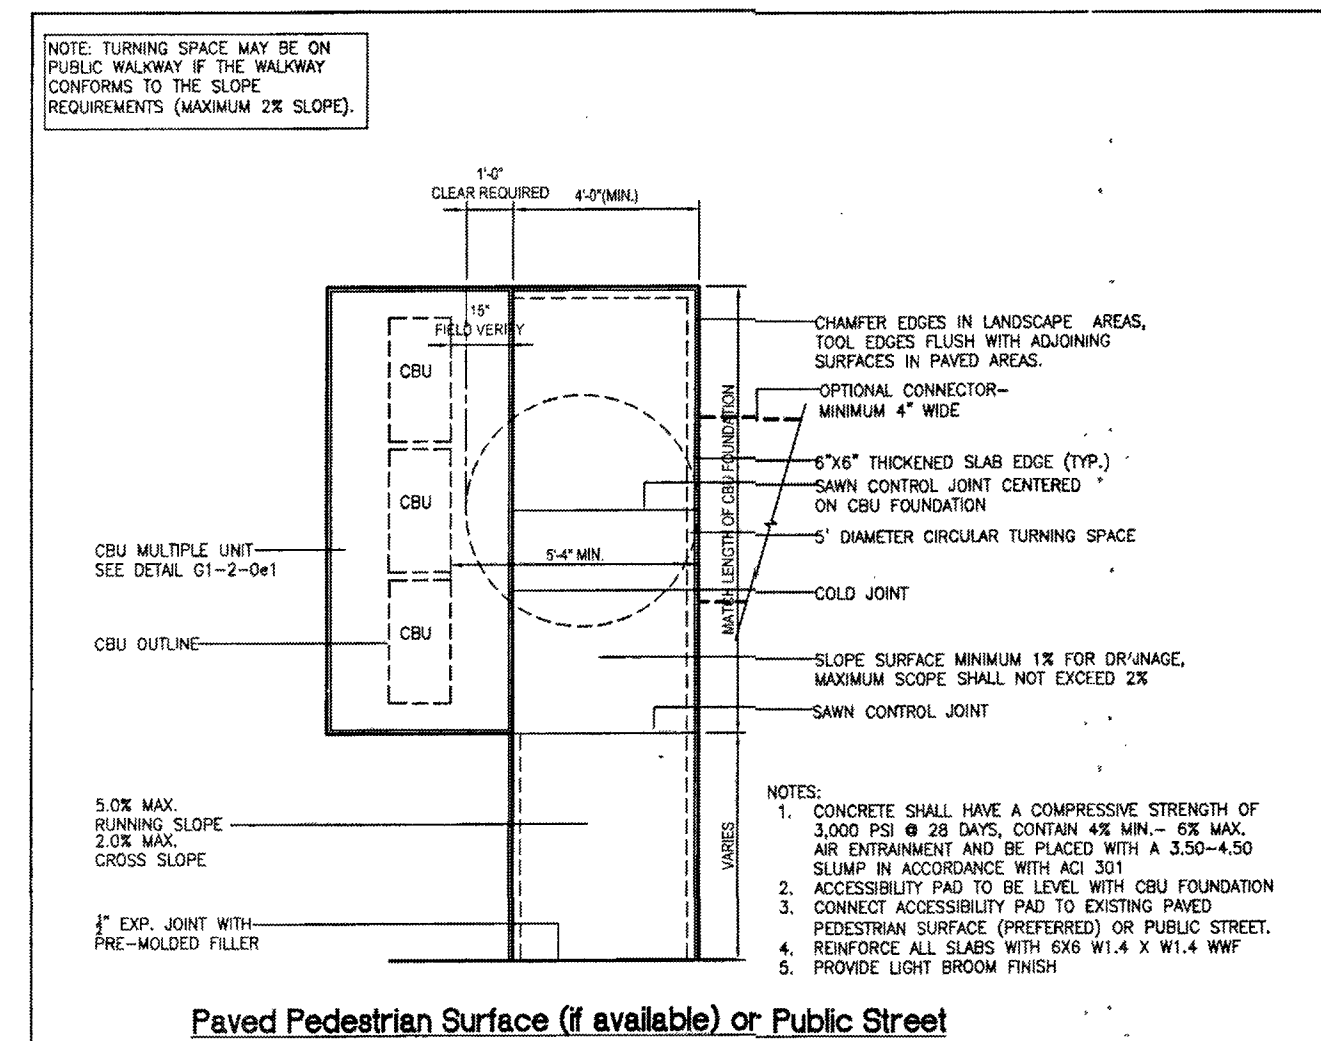 NOTE: TURNING SPACE MAY BE ON
PUBLIC WALKWAY IF THE WALKWAY
CONFORMS TO THE SLOPE
REQUIREMENTS (MAXIMUM 2% SLOPE).
1'-0"
CLEAR REQUIRED
4'-0"(MIN.)
15"
FIELD VERIFY
CBU
CBU
CBU
5'-4" MIN.
MATCH LENGTH OF CBU FOUNDATION
VARIES
CHAMFER EDGES IN LANDSCAPE AREAS,
TOOL EDGES FLUSH WITH ADJOINING
SURFACES IN PAVED AREAS.
OPTIONAL CONNECTOR-
MINIMUM 4" WIDE
6"X6" THICKENED SLAB EDGE (TYP.)
SAWN CONTROL JOINT CENTERED
ON CBU FOUNDATION
5' DIAMETER CIRCULAR TURNING SPACE
COLD JOINT
SLOPE SURFACE MINIMUM 1% FOR DRAINAGE,
MAXIMUM SCOPE SHALL NOT EXCEED 2%
SAWN CONTROL JOINT
CBU MULTIPLE UNIT
SEE DETAIL G1-2-0e1
CBU OUTLINE
5.0% MAX.
RUNNING SLOPE
2.0% MAX.
CROSS SLOPE
½" EXP. JOINT WITH
PRE-MOLDED FILLER
NOTES:
1. CONCRETE SHALL HAVE A COMPRESSIVE STRENGTH OF
3,000 PSI @ 28 DAYS, CONTAIN 4% MIN.- 6% MAX.
AIR ENTRAINMENT AND BE PLACED WITH A 3.50-4.50
SLUMP IN ACCORDANCE WITH ACI 301
2. ACCESSIBILITY PAD TO BE LEVEL WITH CBU FOUNDATION
3. CONNECT ACCESSIBILITY PAD TO EXISTING PAVED
PEDESTRIAN SURFACE (PREFERRED) OR PUBLIC STREET.
4. REINFORCE ALL SLABS WITH 6X6 W1.4 X W1.4 WWF
5. PROVIDE LIGHT BROOM FINISH
Paved Pedestrian Surface (if available) or Public Street